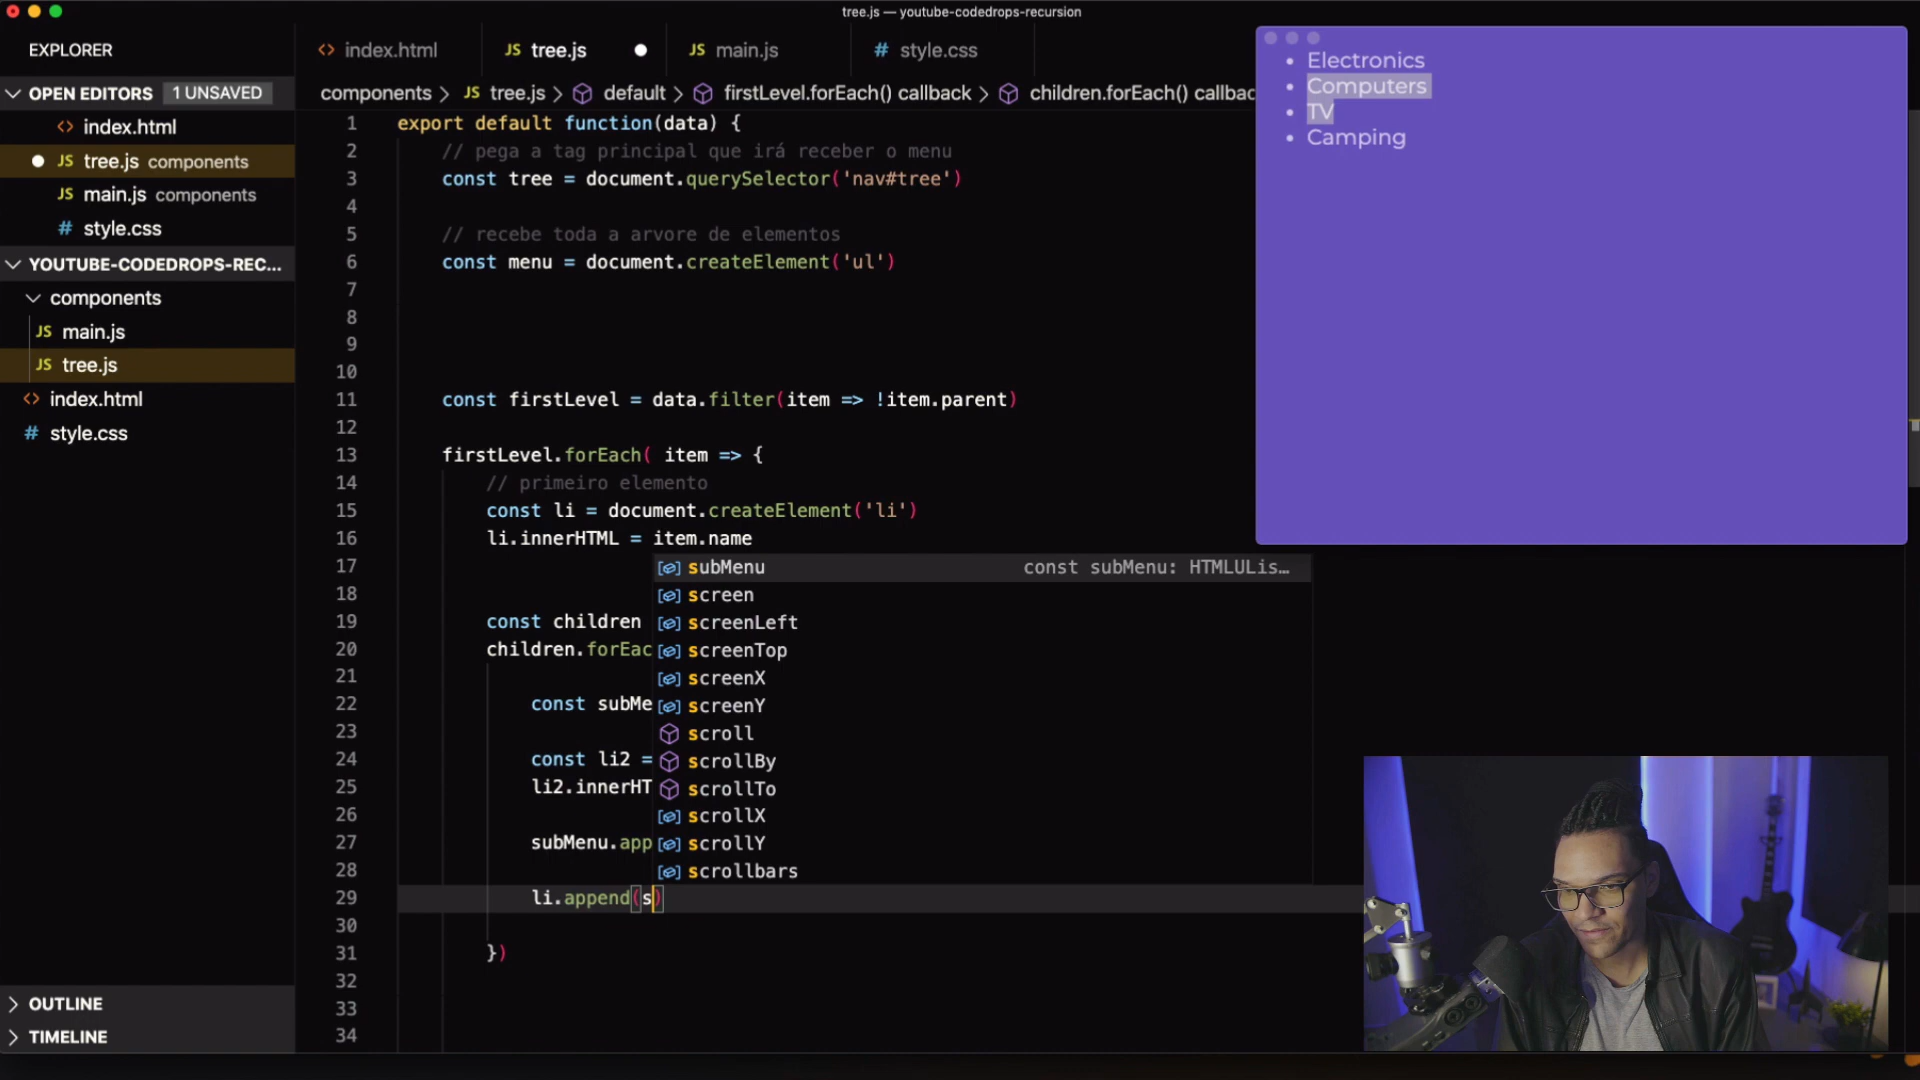 tree.js — youtube-codedrops-recursion
EXPLORER
OPEN EDITORS 1 UNSAVED
<> index.html
JS tree.js components
JS main.js components
# style.css
YOUTUBE-CODEDROPS-REC...
components
JS main.js
JS tree.js
<> index.html
# style.css
OUTLINE
TIMELINE
<> index.html JS tree.js JS main.js # style.css
components > JS tree.js > default > firstLevel.forEach() callback > children.forEach() callbac
1 export default function(data) {
2 // pega a tag principal que irá receber o menu
3 const tree = document.querySelector('nav#tree')
4
5 // recebe toda a arvore de elementos
6 const menu = document.createElement('ul')
7
8
9
10
11 const firstLevel = data.filter(item => !item.parent)
12
13 firstLevel.forEach( item => {
14 // primeiro elemento
15 const li = document.createElement('li')
16 li.innerHTML = item.name
17
18
19 const children
20 children.forEac
21
22 const subMe
23
24 const li2 =
25 li2.innerHT
26
27 subMenu.app
28
29 li.append(s)
30
31 })
32
33
34
subMenu const subMenu: HTMLULis…
screen
screenLeft
screenTop
screenX
screenY
scroll
scrollBy
scrollTo
scrollX
scrollY
scrollbars
• Electronics
• Computers
• TV
• Camping